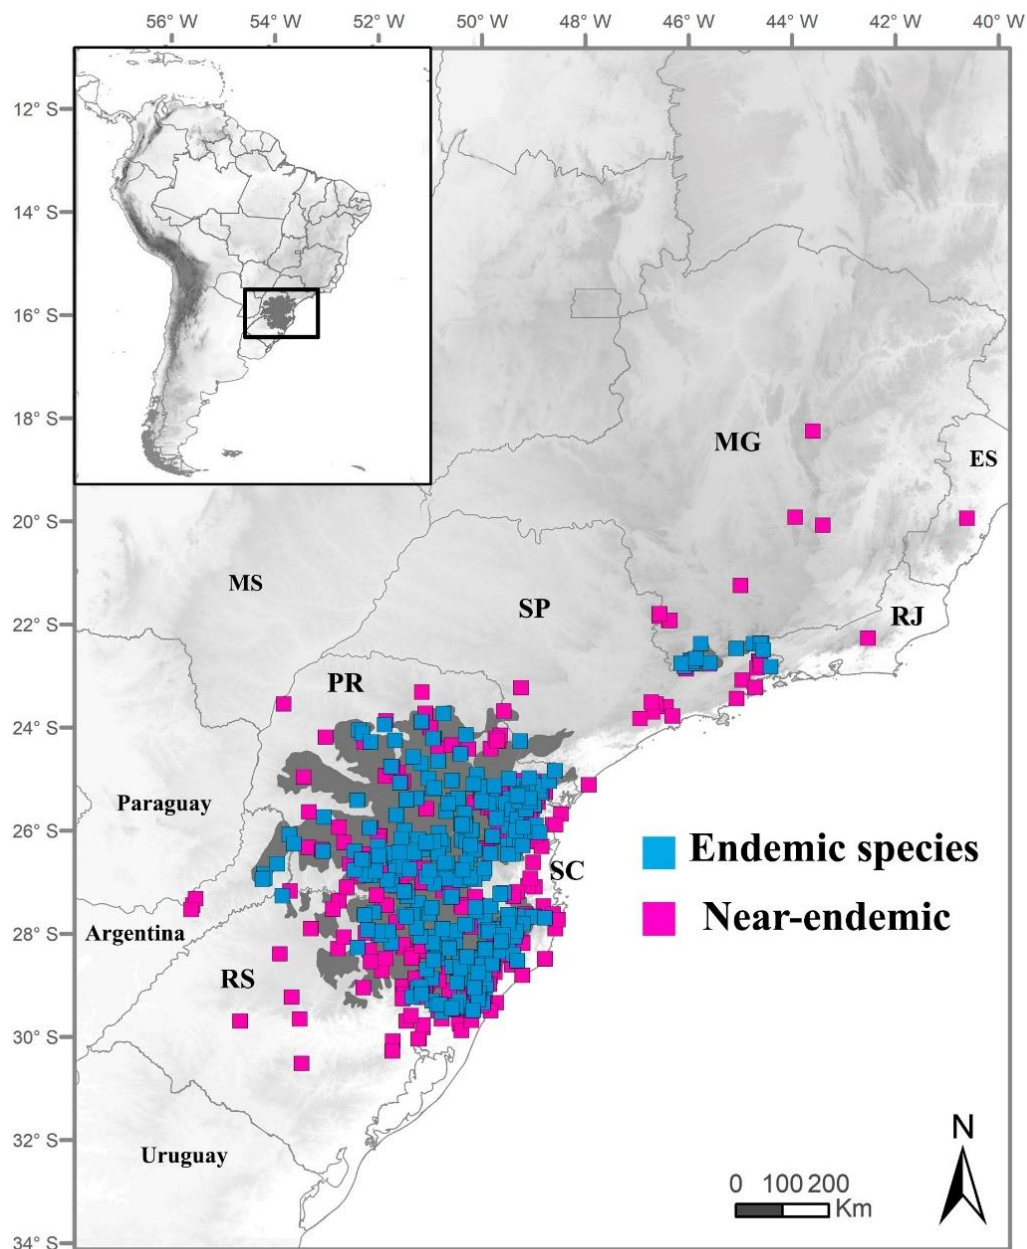 56° W 54° W 52° W 50° W 48° W 46° W 44° W 42° W 40° W
12° S
14° S
16° S
18° S
MG
ES
20° S
MS
SP
RJ
22° S
PR
24° S
Paraguay
26° S
Endemic species
SC
Near-endemic
Argentina
28° S
RS
30° S
N
32° S
Uruguay
0 100 200
Km
34° S